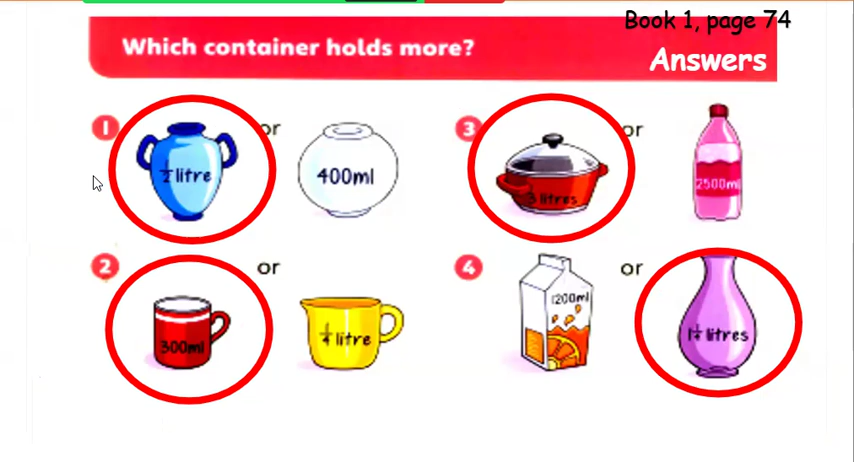 Book 1, page 74
Which container holds more?
Answers
1
½ litre
or
400ml
3
3 litres
or
2500ml
2
300ml
or
¼ litre
4
1200ml
or
1¼ litres